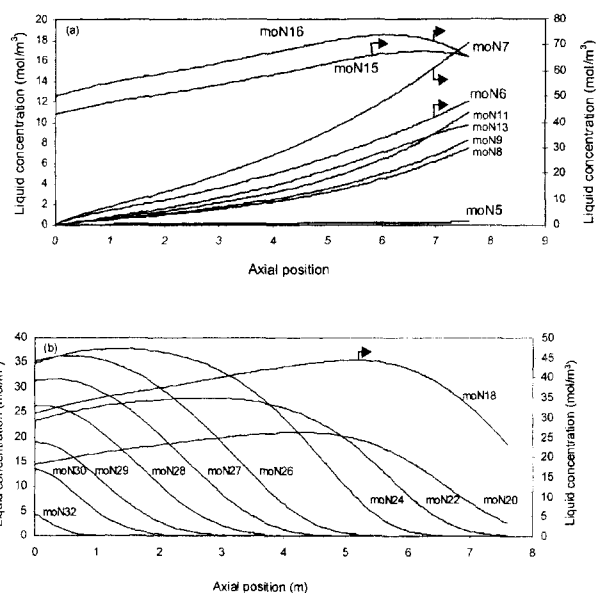 (a)
Liquid concentration (mol/m³)
20
18
16
14
12
10
8
6
4
2
0
80
70
60
50
40
30
20
10
0
Liquid concentration (mol/m³)
moN16
moN15
moN7
moN6
moN11
moN13
moN9
moN8
moN5
0 1 2 3 4 5 6 7 8 9
Axial position
(b)
Liquid concentration (mol/m³)
40
35
30
25
20
15
10
5
0
50
45
40
35
30
25
20
15
10
5
0
Liquid concentration (mol/m³)
moN18
moN30
moN29
moN28
moN27
moN26
moN24
moN22
moN20
moN32
0 1 2 3 4 5 6 7 8
Axial position (m)